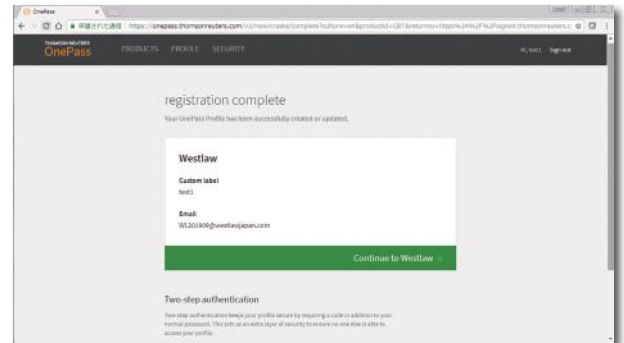 OnePass
保護された通信
THOMSON REUTERS
OnePass
PRODUCTS PROFILE SECURITY
Hi, test1 Sign out
registration complete
Your OnePass Profile has been successfully created or updated.
Westlaw
Custom label
test1
Email
WL201909@westlawjapan.com
Continue to Westlaw
Two-step authentication
Two-step authentication keeps your profile secure by requiring a code in addition to your
normal password. This acts as an extra layer of security to ensure no one else is able to
access your profile.